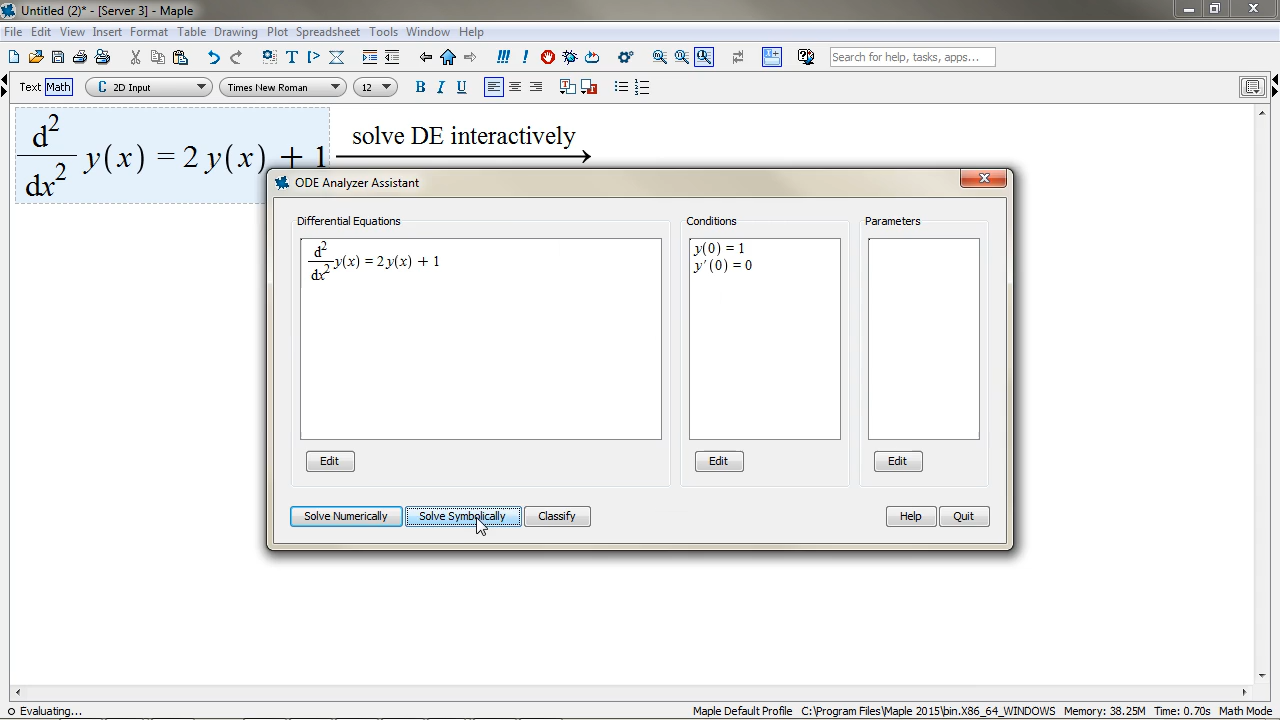 Untitled (2)* - [Server 3] - Maple
File Edit View Insert Format Table Drawing Plot Spreadsheet Tools Window Help
T !!! ! Search for help, tasks, apps...
Text Math C 2D Input Times New Roman 12 B I U
d²/dx² y(x) = 2 y(x) + 1 solve DE interactively
ODE Analyzer Assistant
Differential Equations Conditions Parameters
d²/dx² y(x) = 2 y(x) + 1
y(0) = 1
y′(0) = 0
Edit Edit Edit
Solve Numerically Solve Symbolically Classify Help Quit
Evaluating... Maple Default Profile C:\Program Files\Maple 2015\bin.X86_64_WINDOWS Memory: 38.25M Time: 0.70s Math Mode